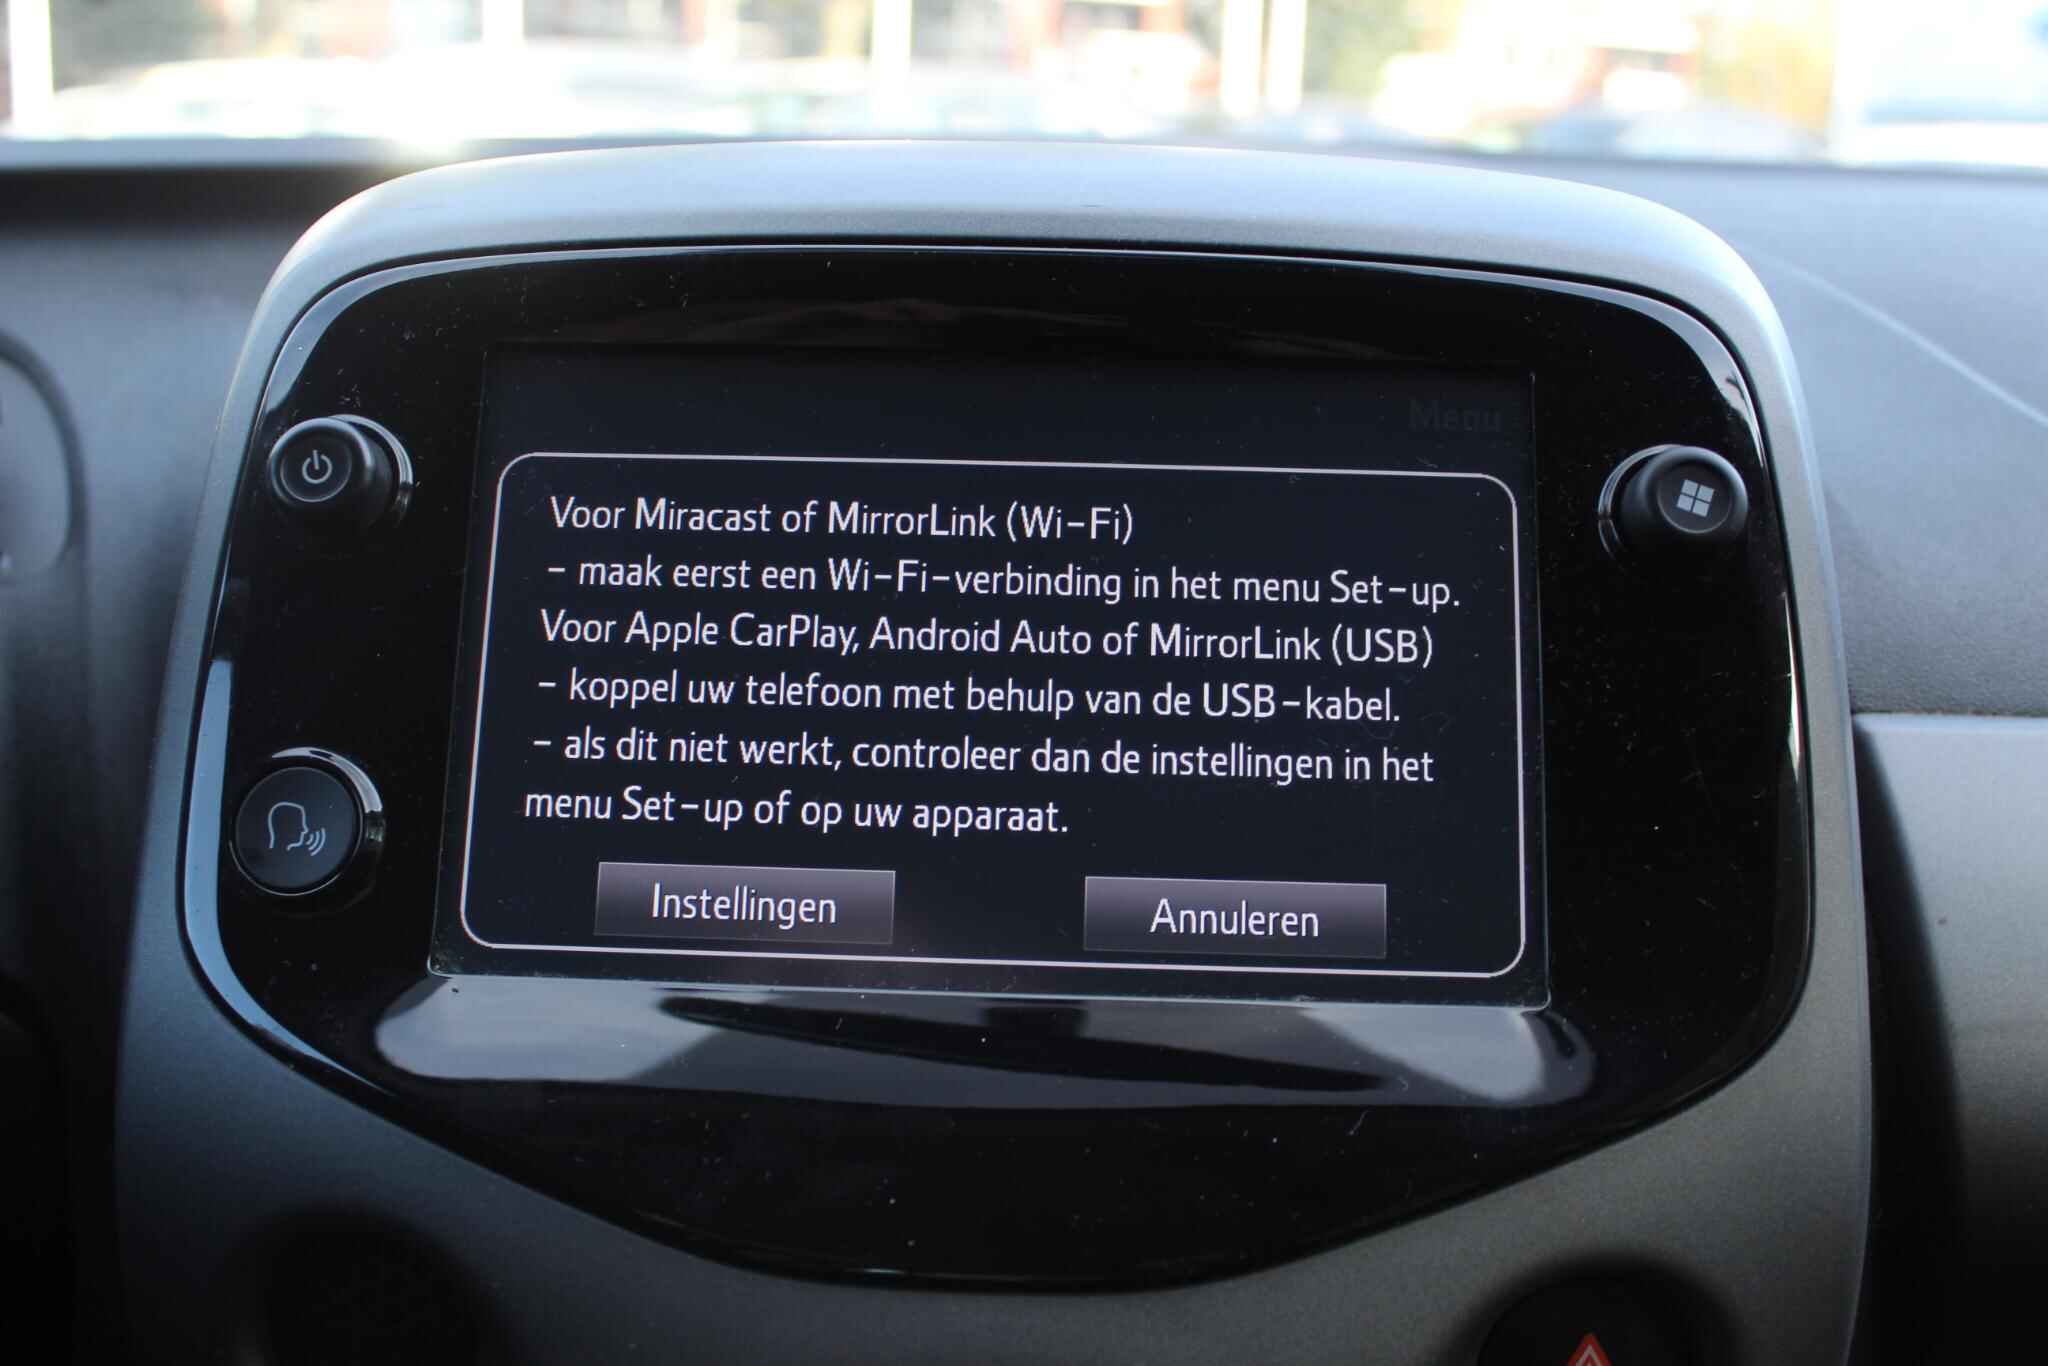 Menu
Voor Miracast of MirrorLink (Wi-Fi)
- maak eerst een Wi-Fi-verbinding in het menu Set-up.
Voor Apple CarPlay, Android Auto of MirrorLink (USB)
- koppel uw telefoon met behulp van de USB-kabel.
- als dit niet werkt, controleer dan de instellingen in het
menu Set-up of op uw apparaat.
Instellingen
Annuleren